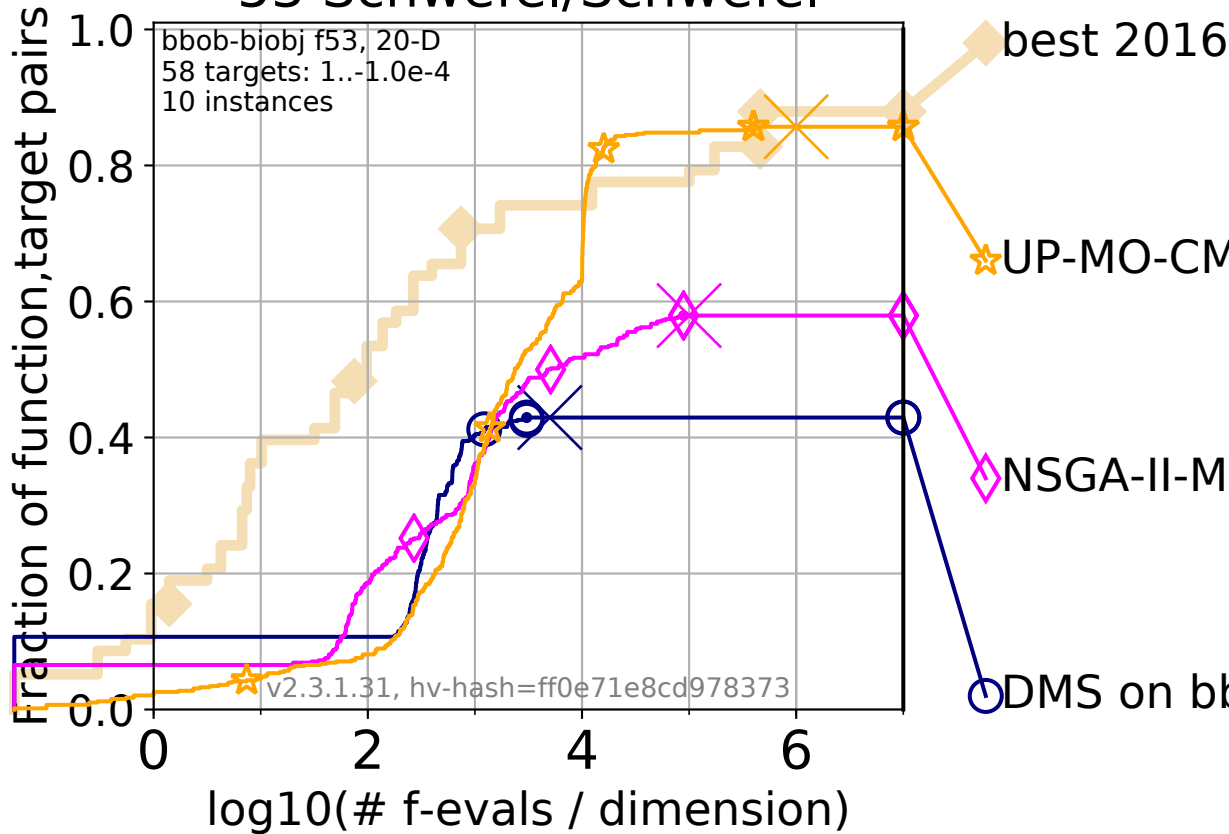 53 Schwefel/Schwefel
bbob-biobj f53, 20-D
58 targets: 1..-1.0e-4
10 instances
Fraction of function,target pairs
1.0
0.8
0.6
0.4
0.2
0.0
best 2016
UP-MO-CM
NSGA-II-M
DMS on bb
v2.3.1.31, hv-hash=ff0e71e8cd978373
0 2 4 6
log10(# f-evals / dimension)